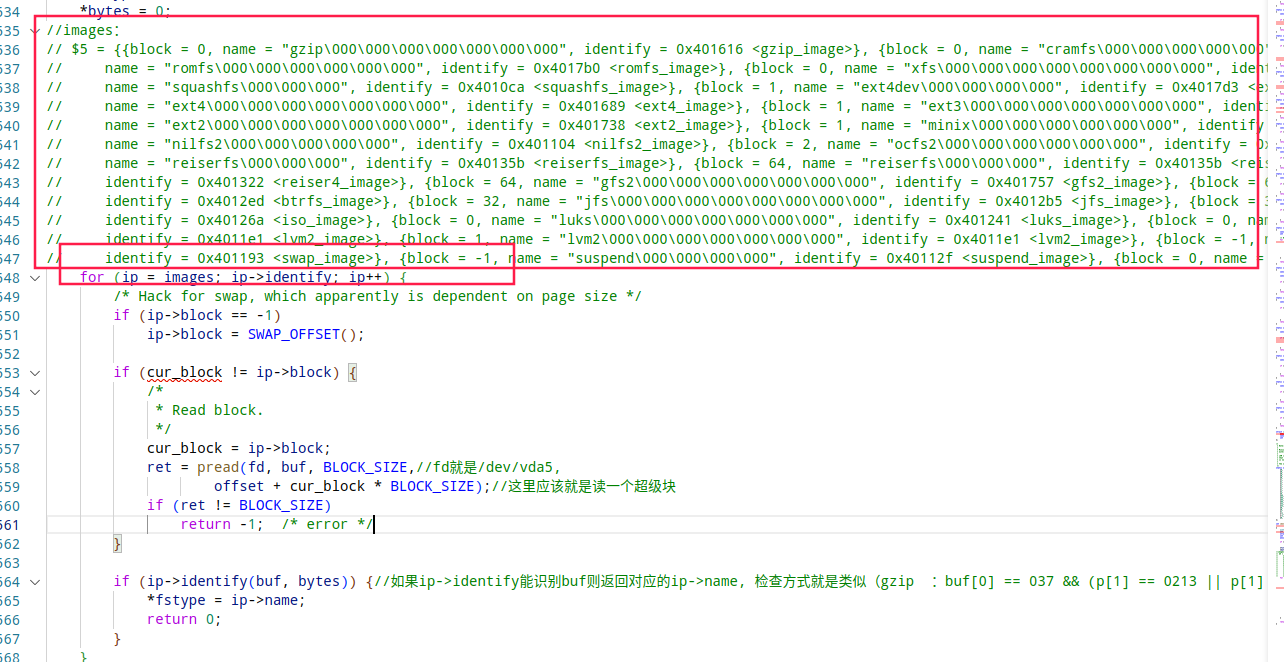 534 *bytes = 0;
535 //images:
536 // $5 = {{block = 0, name = "gzip\000\000\000\000\000\000\000\000", identify = 0x401616 <gzip_image>}, {block = 0, name = "cramfs\000\000\000\000\000\000"
537 // name = "romfs\000\000\000\000\000\000\000", identify = 0x4017b0 <romfs_image>}, {block = 0, name = "xfs\000\000\000\000\000\000\000\000\000", iden
538 // name = "squashfs\000\000\000", identify = 0x4010ca <squashfs_image>}, {block = 1, name = "ext4dev\000\000\000\000\000", identify = 0x4017d3 <ex
539 // name = "ext4\000\000\000\000\000\000\000\000", identify = 0x401689 <ext4_image>}, {block = 1, name = "ext3\000\000\000\000\000\000\000\000", identi
540 // name = "ext2\000\000\000\000\000\000\000\000", identify = 0x401738 <ext2_image>}, {block = 1, name = "minix\000\000\000\000\000\000\000", identify
541 // name = "nilfs2\000\000\000\000\000\000", identify = 0x401104 <nilfs2_image>}, {block = 2, name = "ocfs2\000\000\000\000\000\000\000", identify = 0x
542 // name = "reiserfs\000\000\000", identify = 0x40135b <reiserfs_image>}, {block = 64, name = "reiserfs\000\000\000", identify = 0x40135b <reis
543 // identify = 0x401322 <reiser4_image>}, {block = 64, name = "gfs2\000\000\000\000\000\000\000\000", identify = 0x401757 <gfs2_image>}, {block = 6
544 // identify = 0x4012ed <btrfs_image>}, {block = 32, name = "jfs\000\000\000\000\000\000\000\000\000", identify = 0x4012b5 <jfs_image>}, {block = 3
545 // identify = 0x40126a <iso_image>}, {block = 0, name = "luks\000\000\000\000\000\000\000\000", identify = 0x401241 <luks_image>}, {block = 0, na
546 // identify = 0x4011e1 <lvm2_image>}, {block = 1, name = "lvm2\000\000\000\000\000\000\000\000", identify = 0x4011e1 <lvm2_image>}, {block = -1, n
547 // identify = 0x401193 <swap_image>}, {block = -1, name = "suspend\000\000\000\000\000", identify = 0x40112f <suspend_image>}, {block = 0, name =
548 for (ip = images; ip->identify; ip++) {
549 /* Hack for swap, which apparently is dependent on page size */
550 if (ip->block == -1)
551 ip->block = SWAP_OFFSET();
552
553 if (cur_block != ip->block) {
554 /*
555 * Read block.
556 */
557 cur_block = ip->block;
558 ret = pread(fd, buf, BLOCK_SIZE,//fd就是/dev/vda5,
559 offset + cur_block * BLOCK_SIZE);//这里应该就是读一个超级块
560 if (ret != BLOCK_SIZE)
561 return -1; /* error */
562 }
563
564 if (ip->identify(buf, bytes)) {//如果ip->identify能识别buf则返回对应的ip->name, 检查方式就是类似（gzip : buf[0] == 037 && (p[1] == 0213 || p[1]
565 *fstype = ip->name;
566 return 0;
567 }
568 }